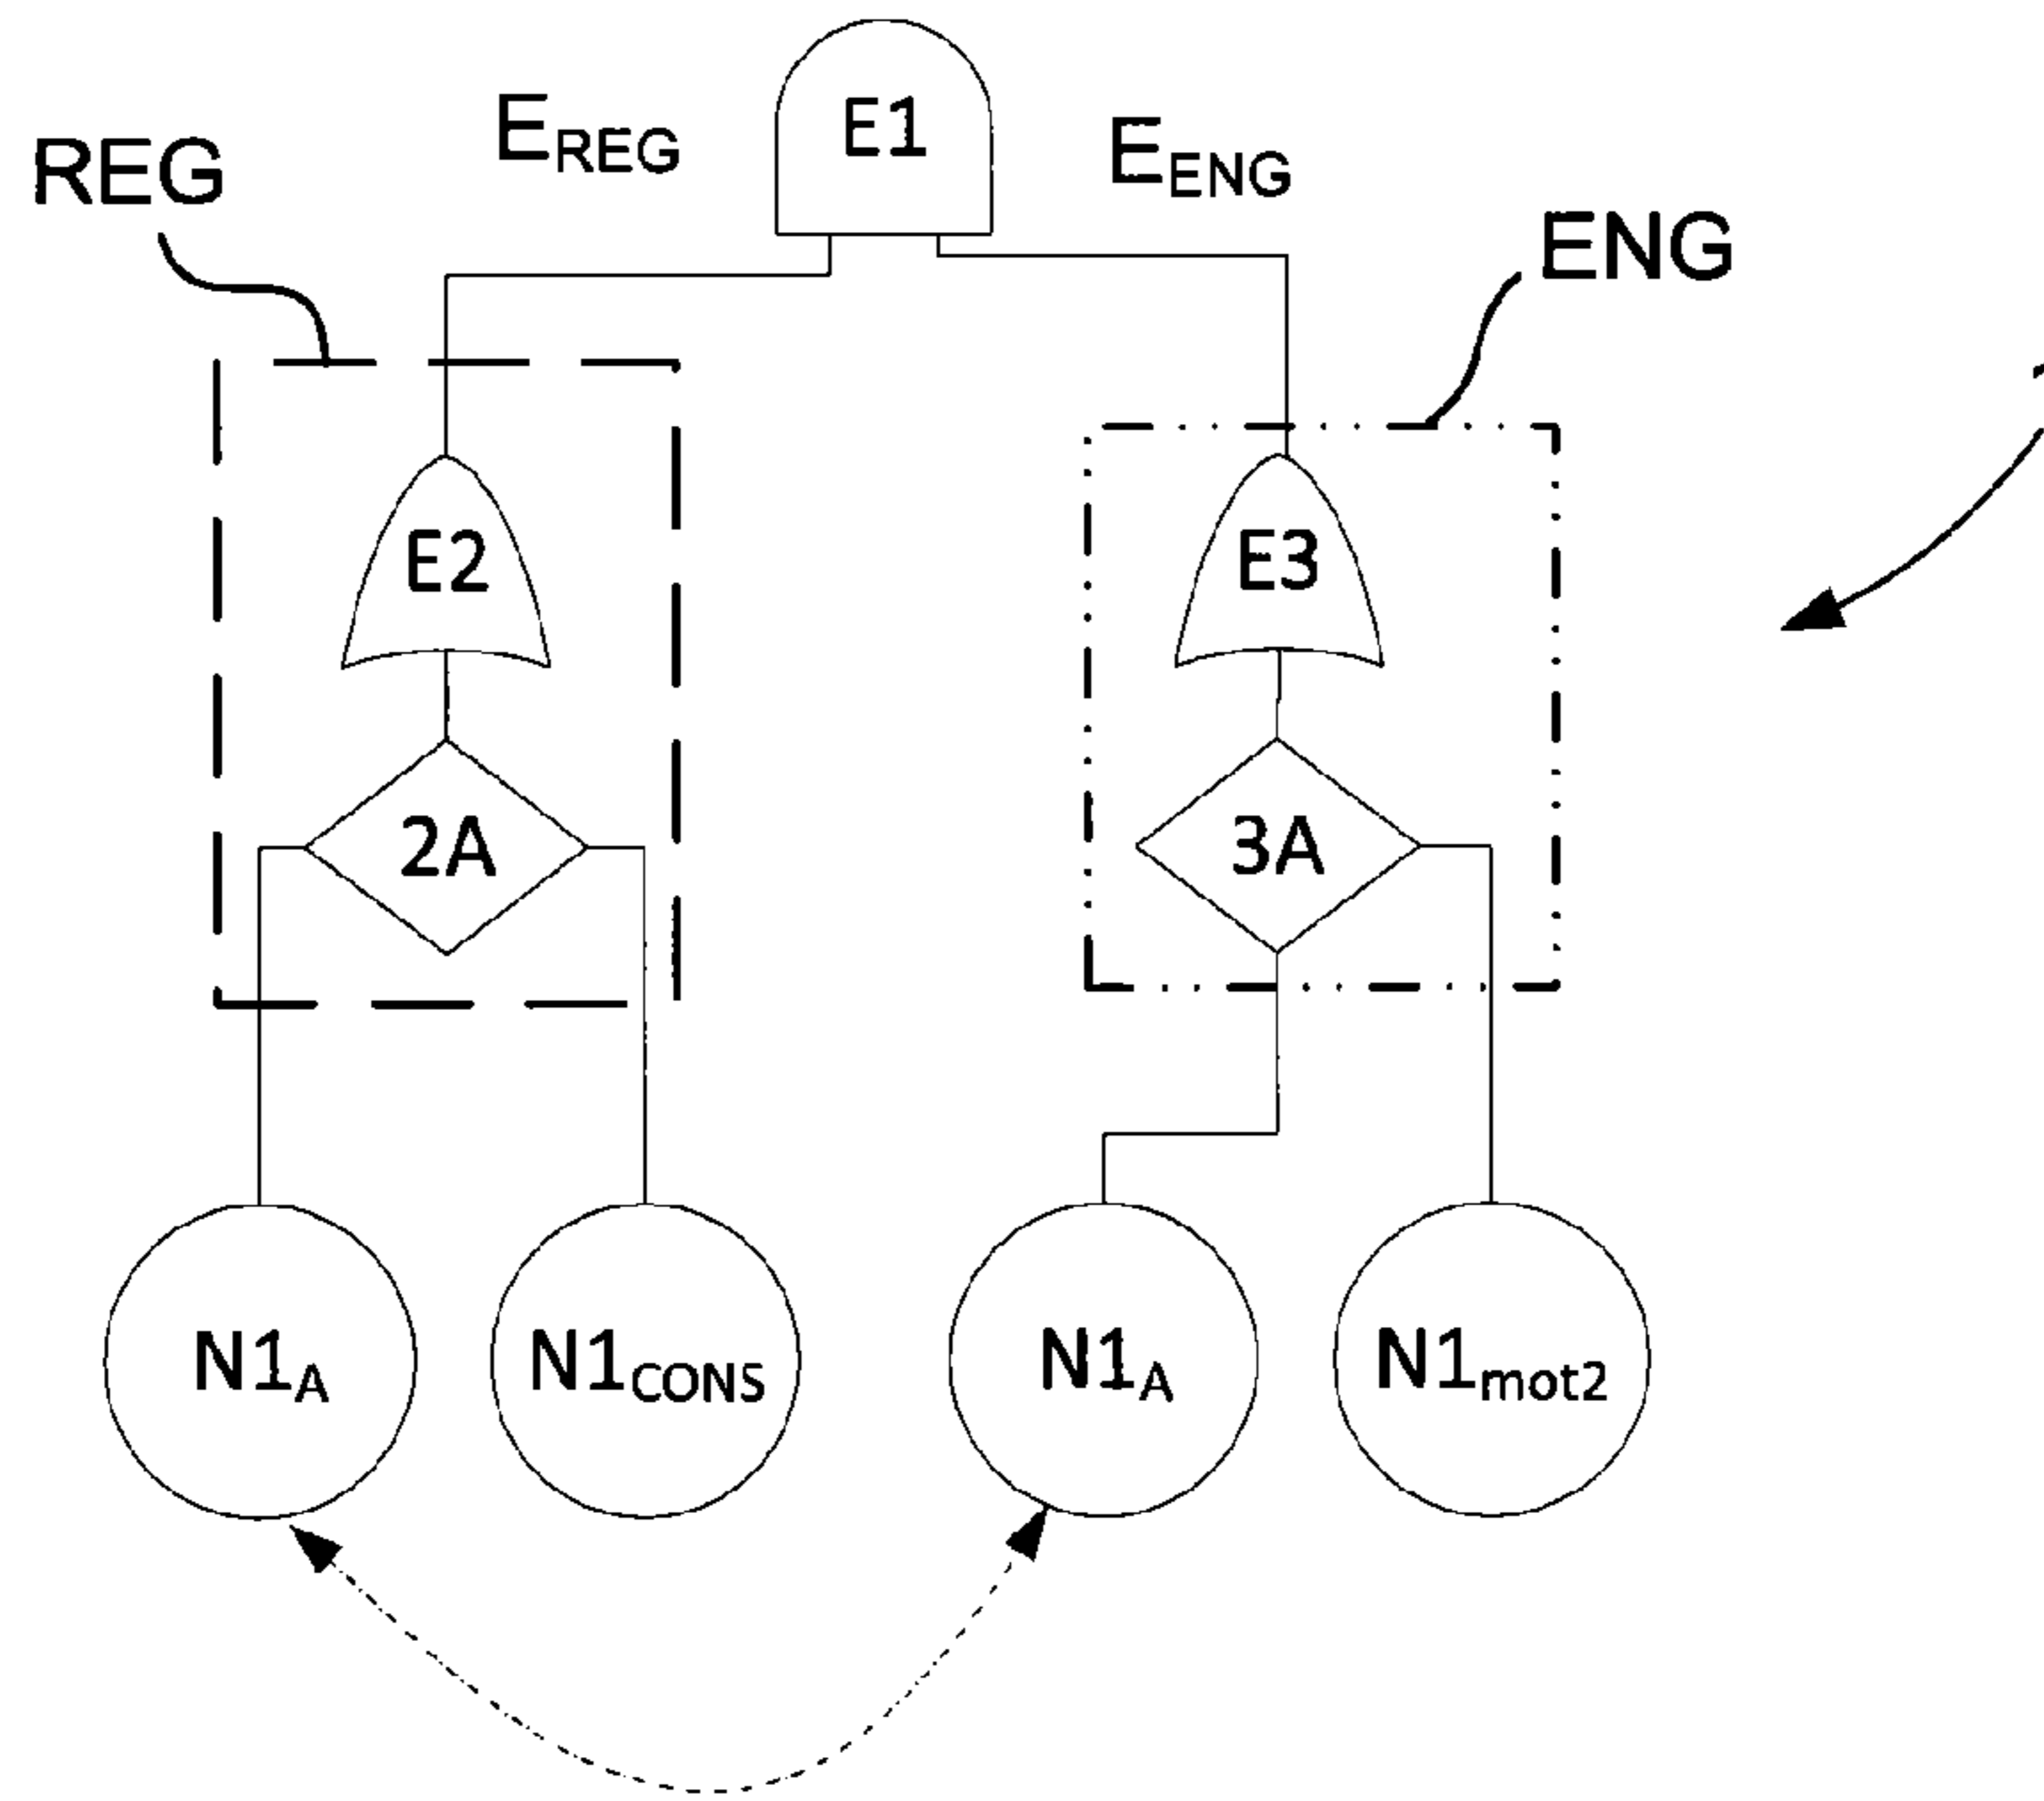 E1
E_REG
E_ENG
REG
ENG
E2
E3
2A
3A
N1_A
N1_CONS
N1_A
N1_mot2